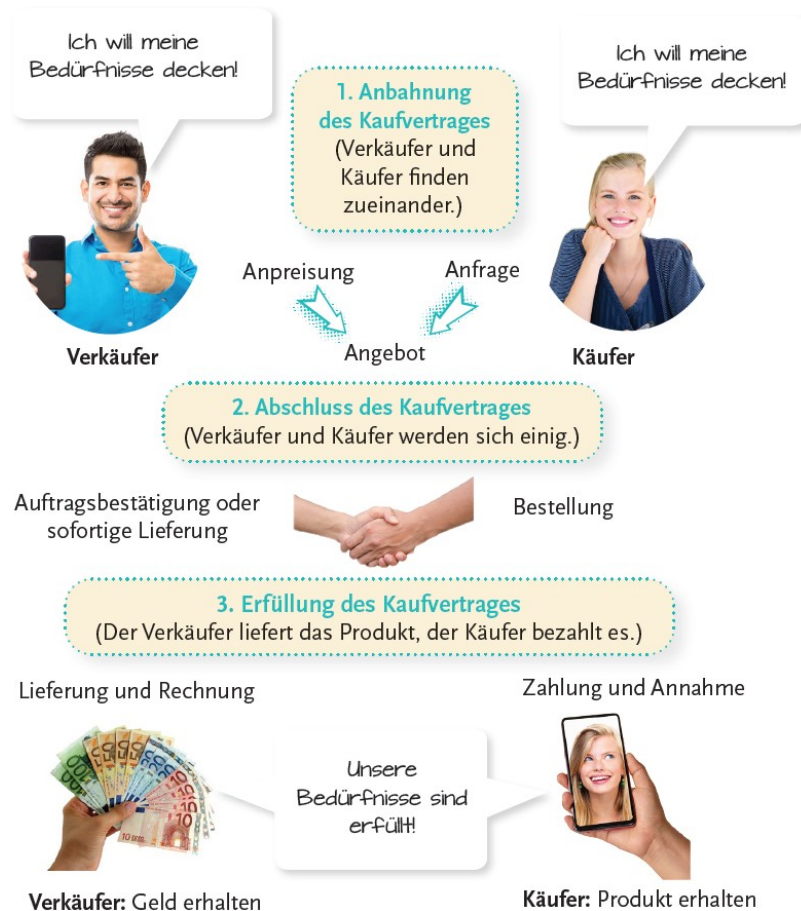 Ich will meine
Bedürfnisse decken!
Ich will meine
Bedürfnisse decken!
1. Anbahnung
des Kaufvertrages
(Verkäufer und
Käufer finden
zueinander.)
Anpreisung
Anfrage
Verkäufer
Angebot
Käufer
2. Abschluss des Kaufvertrages
(Verkäufer und Käufer werden sich einig.)
Auftragsbestätigung oder
sofortige Lieferung
Bestellung
3. Erfüllung des Kaufvertrages
(Der Verkäufer liefert das Produkt, der Käufer bezahlt es.)
Lieferung und Rechnung
Zahlung und Annahme
Unsere
Bedürfnisse sind
erfüllt!
Verkäufer: Geld erhalten
Käufer: Produkt erhalten